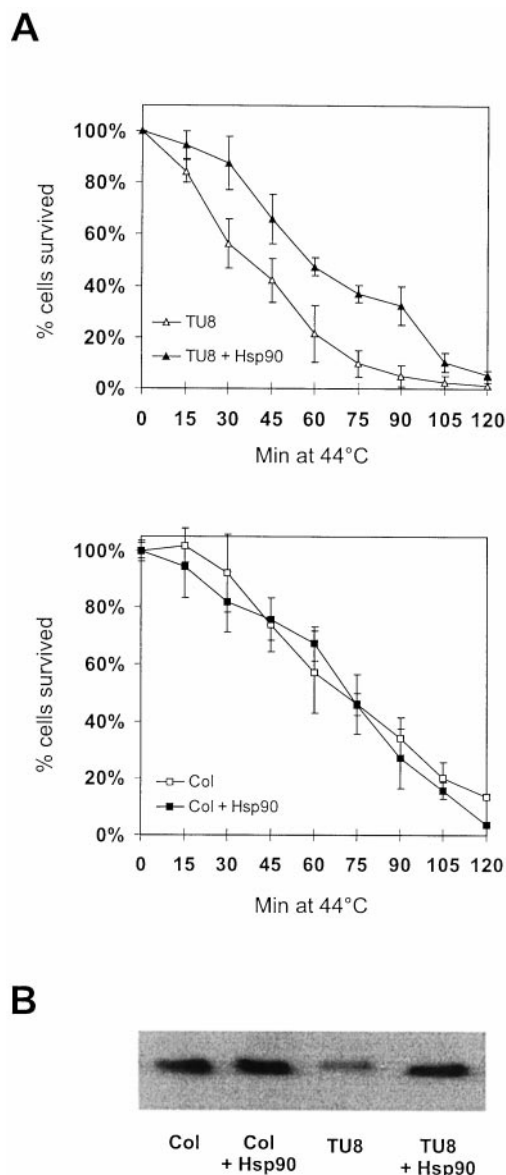 A
100%
80%
60%
40%
20%
0%
% cells survived
TU8
TU8 + Hsp90
0 15 30 45 60 75 90 105 120
Min at 44°C
100%
80%
60%
40%
20%
0%
% cells survived
Col
Col + Hsp90
0 15 30 45 60 75 90 105 120
Min at 44°C
B
Col Col TU8 TU8
+ Hsp90 + Hsp90